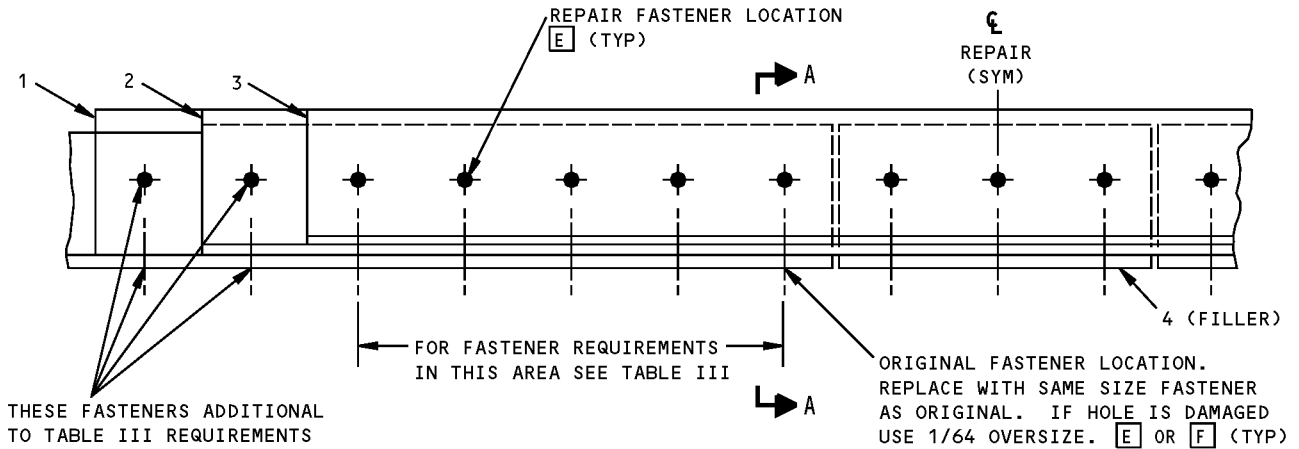 REPAIR FASTENER LOCATION
E (TYP)
℄
REPAIR
(SYM)
A
1
2
3
4 (FILLER)
FOR FASTENER REQUIREMENTS
IN THIS AREA SEE TABLE III
A
ORIGINAL FASTENER LOCATION.
REPLACE WITH SAME SIZE FASTENER
AS ORIGINAL. IF HOLE IS DAMAGED
USE 1/64 OVERSIZE. E OR F (TYP)
THESE FASTENERS ADDITIONAL
TO TABLE III REQUIREMENTS